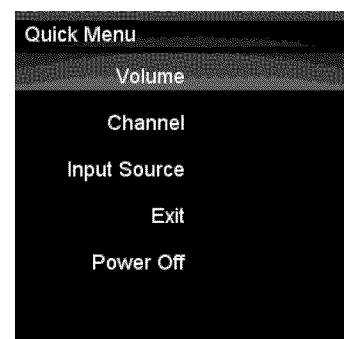 Quick Menu
Volume
Channel
Input Source
Exit
Power Off